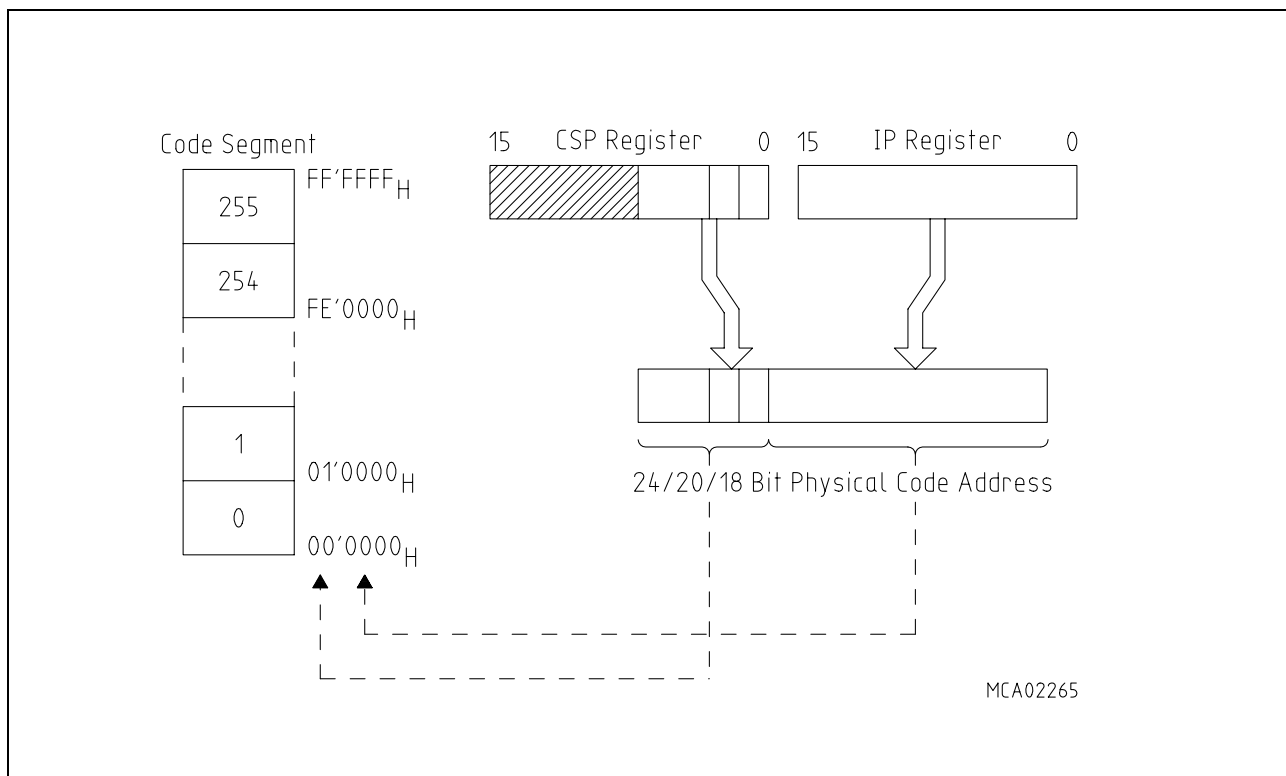 Code Segment
255
254
1
0
FF'FFFFH
FE'0000H
01'0000H
00'0000H
15 CSP Register 0
15 IP Register 0
24/20/18 Bit Physical Code Address
MCA02265